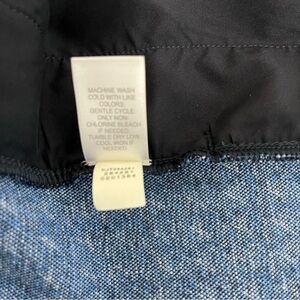 MACHINE WASH
COLD WITH LIKE
COLORS.
GENTLE CYCLE.
ONLY NON-
CHLORINE BLEACH
IF NEEDED.
TUMBLE DRY LOW.
COOL IRON IF
NEEDED.